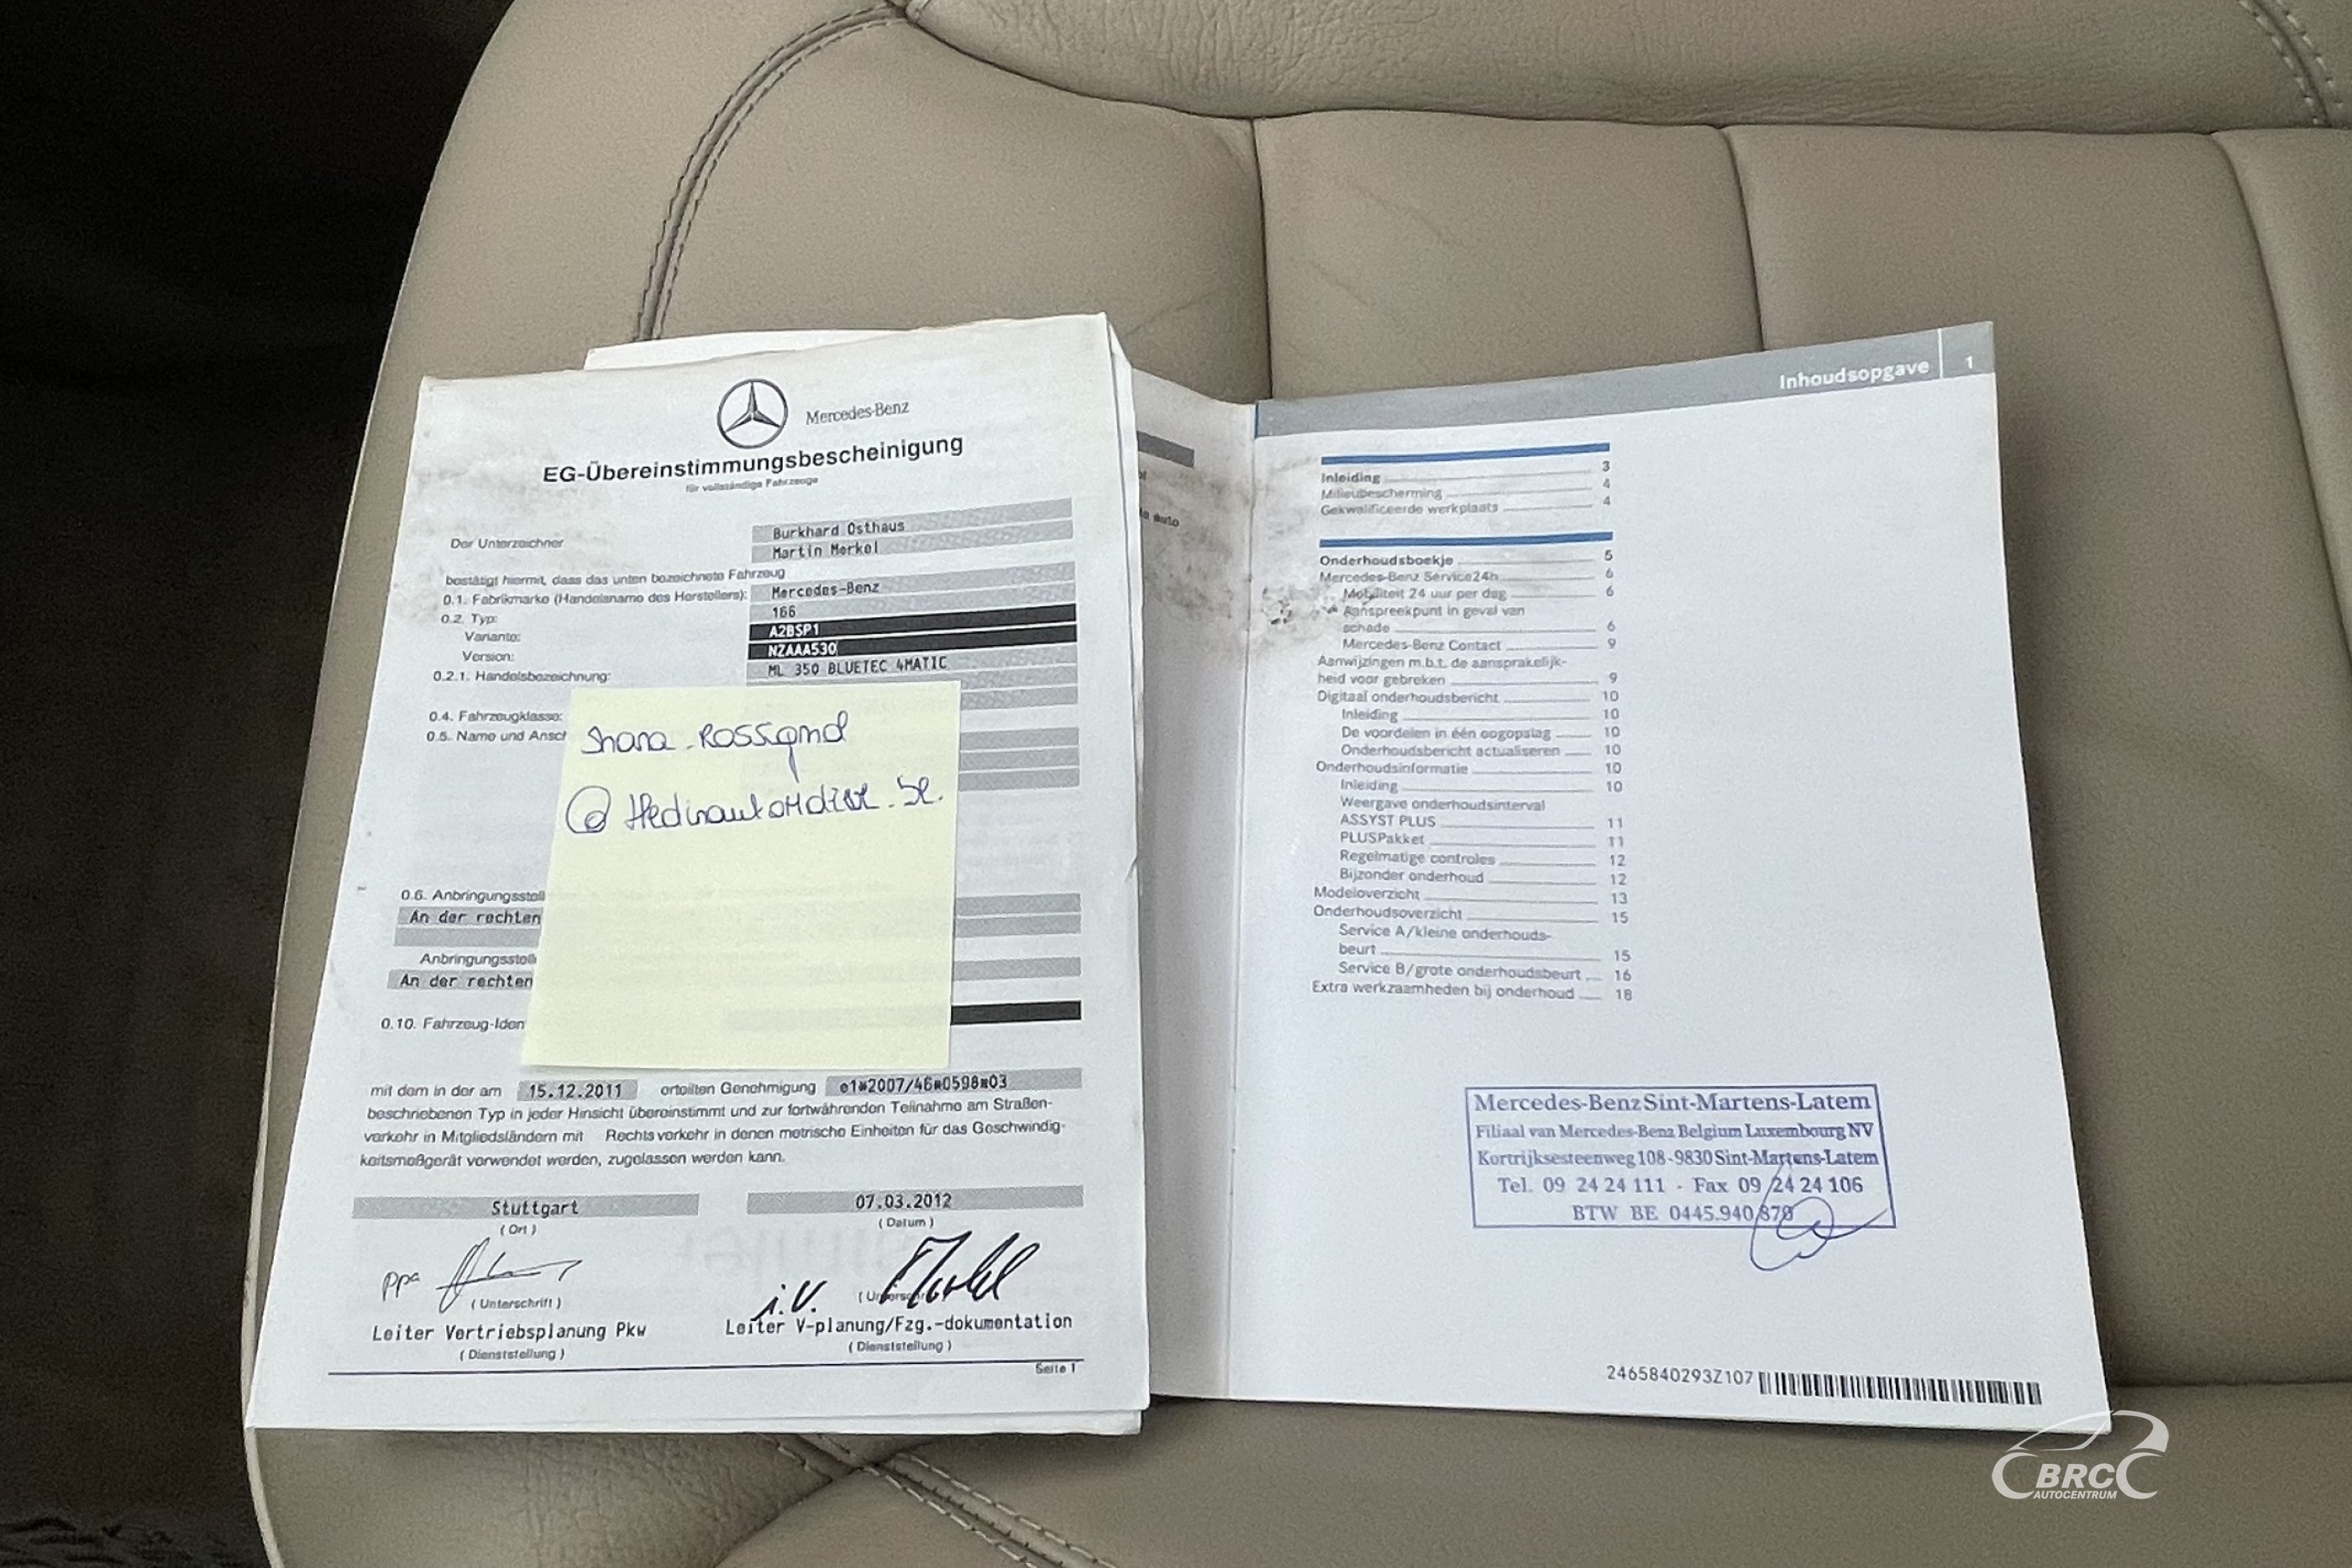 Mercedes-Benz
EG-Übereinstimmungsbescheinigung
für vollständige Fahrzeuge
Der Unterzeichner
Burkhard Osthaus
Martin Merkel
bestätigt hiermit, dass das unten bezeichnete Fahrzeug
0.1. Fabrikmarke (Handelsname des Herstellers):
Mercedes-Benz
0.2. Typ:
166
Variante:
A2BSP1
Version:
NZAAA530
0.2.1. Handelsbezeichnung:
ML 350 BLUETEC 4MATIC
0.4. Fahrzeugklasse:
0.5. Name und Ansch
Shana.Rossignol
@Hedinautomotive.be.
0.6. Anbringungsstell
An der rechten
Anbringungsstell
An der rechten
0.10. Fahrzeug-Iden
mit dem in der am 15.12.2011 erteilten Genehmigung e1*2007/46*0598*03
beschriebenen Typ in jeder Hinsicht übereinstimmt und zur fortwährenden Teilnahme am Straßen-
verkehr in Mitgliedsländern mit Rechtsverkehr in denen metrische Einheiten für das Geschwindig-
keitsmeßgerät verwendet werden, zugelassen werden kann.
Stuttgart
(Ort)
07.03.2012
(Datum)
ppa
(Unterschrift)
i.V.
Leiter Vertriebsplanung Pkw
(Dienststellung)
Leiter V-planung/Fzg.-dokumentation
(Dienststellung)
Seite 1
auto
Inhoudsopgave 1
Inleiding 3
Milieubescherming 4
Gekwalificeerde werkplaats 4
Onderhoudsboekje 5
Mercedes-Benz Service24h 6
Mobiliteit 24 uur per dag 6
Aanspreekpunt in geval van
schade 6
Mercedes-Benz Contact 9
Aanwijzingen m.b.t. de aansprakelijk-
heid voor gebreken 9
Digitaal onderhoudsbericht 10
Inleiding 10
De voordelen in één oogopslag 10
Onderhoudsbericht actualiseren 10
Onderhoudsinformatie 10
Inleiding 10
Weergave onderhoudsinterval
ASSYST PLUS 11
PLUSPakket 11
Regelmatige controles 12
Bijzonder onderhoud 12
Modeloverzicht 13
Onderhoudsoverzicht 15
Service A/kleine onderhouds-
beurt 15
Service B/grote onderhoudsbeurt 16
Extra werkzaamheden bij onderhoud 18
Mercedes-Benz Sint-Martens-Latem
Filiaal van Mercedes-Benz Belgium Luxembourg NV
Kortrijksesteenweg 108 - 9830 Sint-Martens-Latem
Tel. 09 24 24 111 - Fax 09 24 24 106
BTW BE 0445.940.870
2465840293Z107
BRC
AUTOCENTRUM